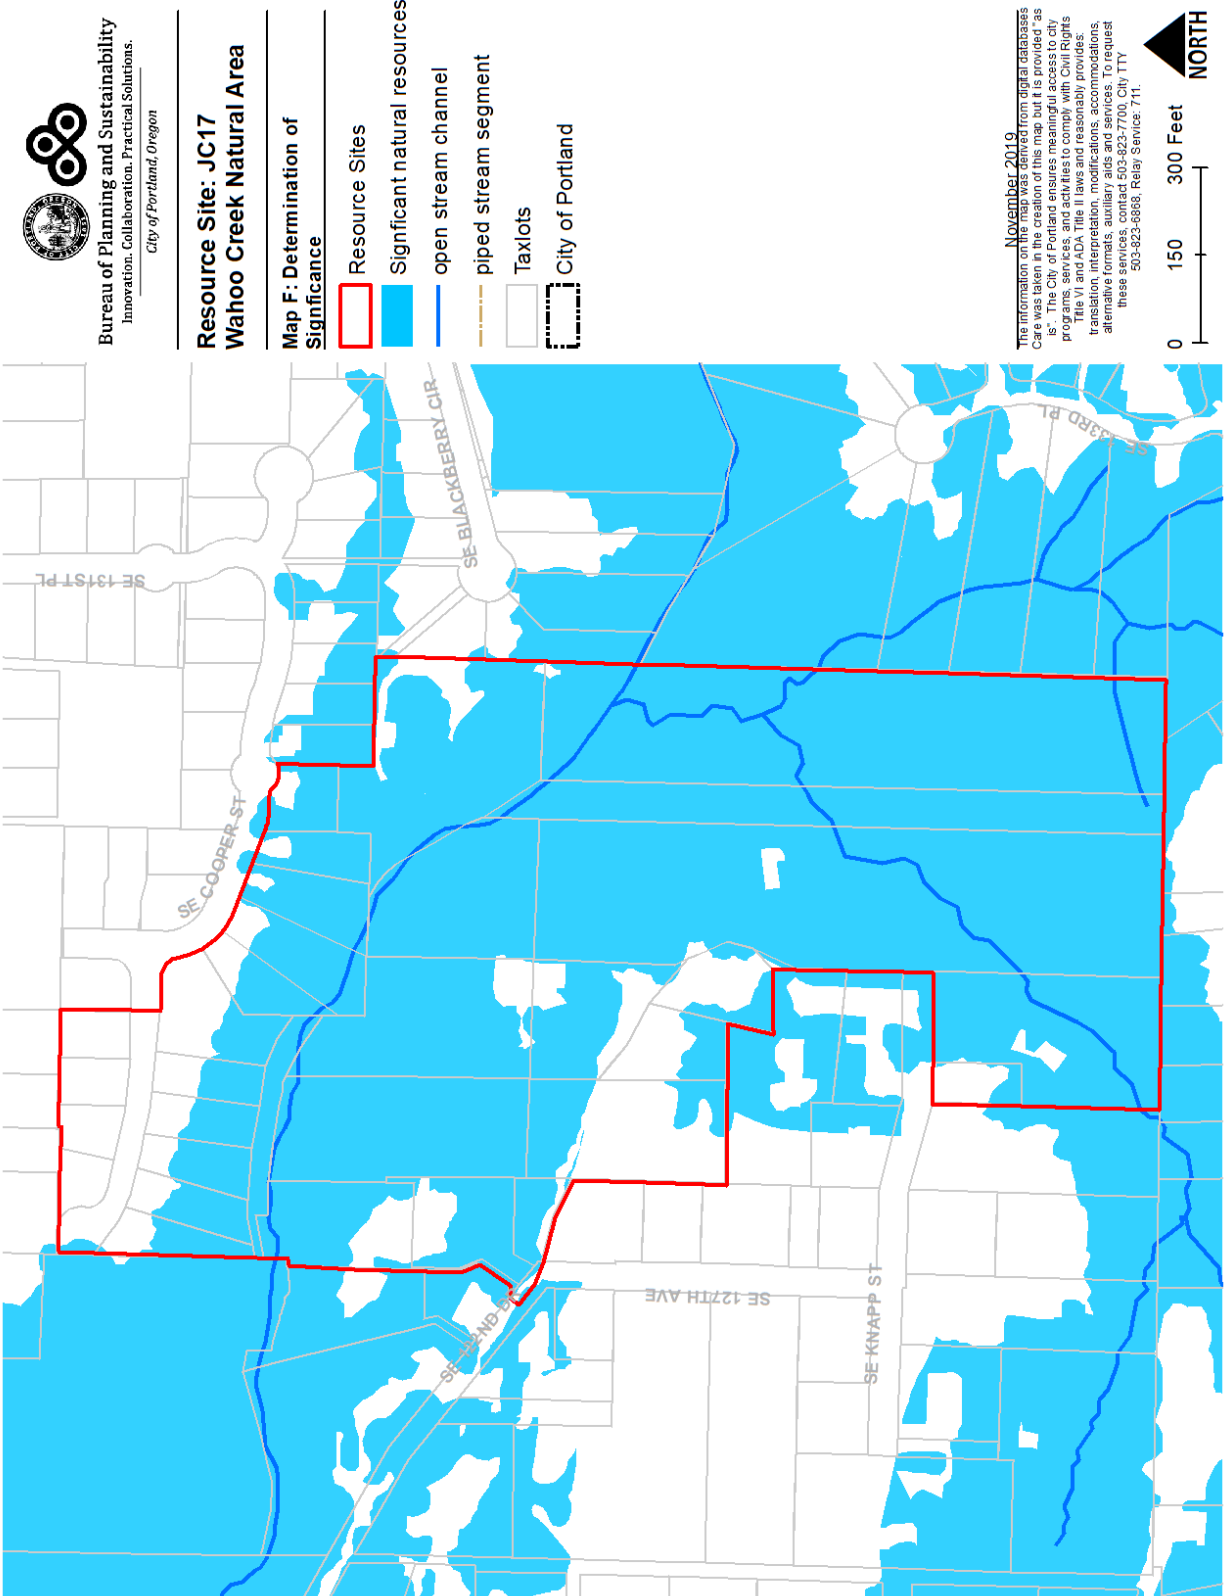 Bureau of Planning and Sustainability
Innovation. Collaboration. Practical Solutions.
City of Portland, Oregon
Resource Site: JC17
Wahoo Creek Natural Area
Map F: Determination of
Signficance
Resource Sites
Signficant natural resources
open stream channel
piped stream segment
Taxlots
City of Portland
November 2019
The information on the map was derived from digital databases
Care was taken in the creation of this map but it is provided "as
is". The City of Portland ensures meaningful access to city
programs, services, and activities to comply with Civil Rights
Title VI and ADA Title II laws and reasonably provides:
translation, interpretation, modifications, accommodations,
alternative formats, auxiliary aids and services. To request
these services, contact 503-823-7700, City TTY
503-823-6868, Relay Service: 711.
0 150 300 Feet
NORTH
SE 131ST PL
SE BLACKBERRY CIR
SE COOPER ST
SE 133RD PL
SE 122ND DR
SE 127TH AVE
SE KNAPP ST